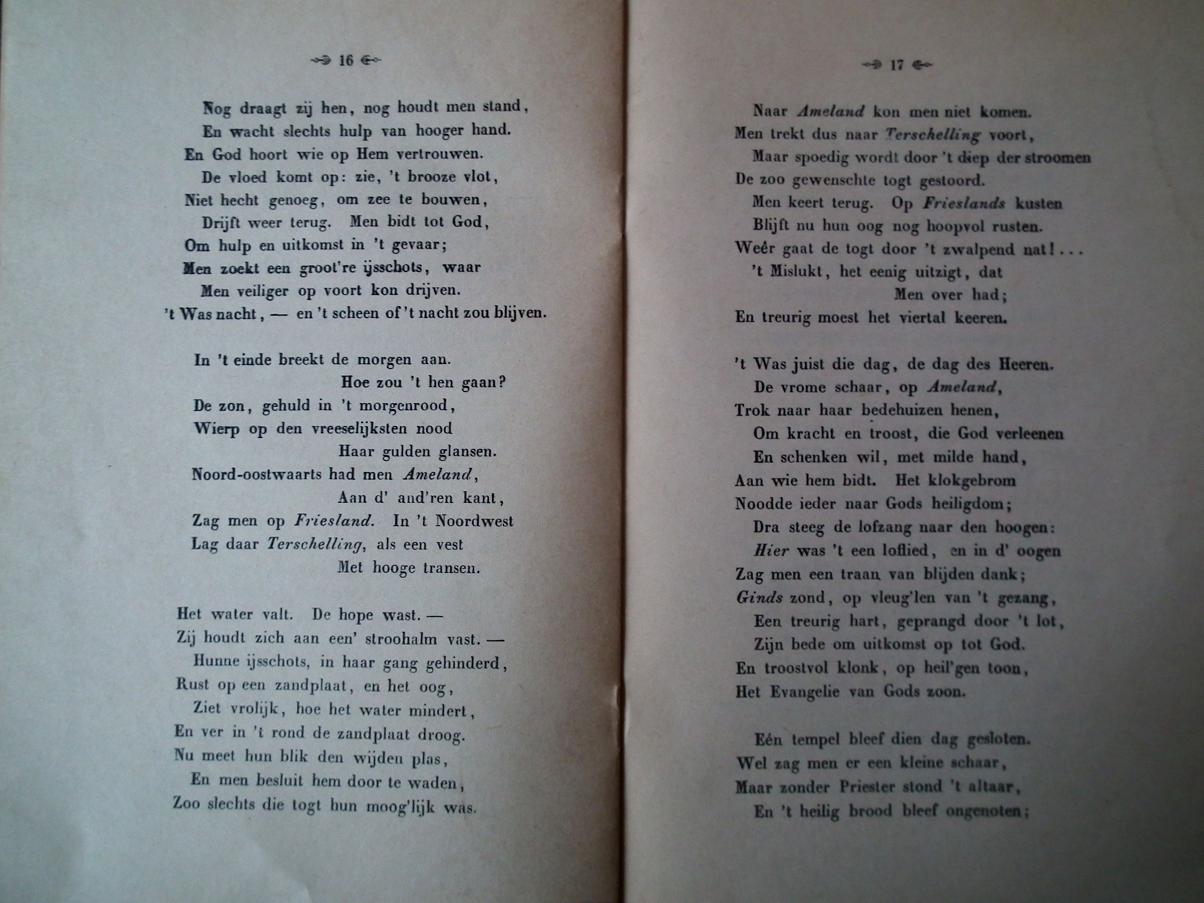 16
Nog draagt zij hen, nog houdt men stand,
En wacht slechts hulp van hooger hand.
En God hoort wie op Hem vertrouwen.
De vloed komt op: zie, 't brooze vlot,
Niet hecht genoeg, om zee te bouwen,
Drijft weer terug. Men bidt tot God,
Om hulp en uitkomst in 't gevaar;
Men zoekt een groot're ijsschots, waar
Men veiliger op voort kon drijven.
't Was nacht, — en 't scheen of 't nacht zou blijven.
In 't einde breekt de morgen aan.
Hoe zou 't hen gaan?
De zon, gehuld in 't morgenrood,
Wierp op den vreeselijksten nood
Haar gulden glansen.
Noord-oostwaarts had men Ameland,
Aan d' and'ren kant,
Zag men op Friesland. In 't Noordwest
Lag daar Terschelling, als een vest
Met hooge transen.
Het water valt. De hope wast. —
Zij houdt zich aan een' stroohalm vast. —
Hunne ijsschots, in haar gang gehinderd,
Rust op een zandplaat, en het oog,
Ziet vrolijk, hoe het water mindert,
En ver in 't rond de zandplaat droog.
Nu meet hun blik den wijden plas,
En men besluit hem door te waden,
Zoo slechts die togt hun moog'lijk was.
17
Naar Ameland kon men niet komen.
Men trekt dus naar Terschelling voort,
Maar spoedig wordt door 't diep der stroomen
De zoo gewenschte togt gestoord.
Men keert terug. Op Frieslands kusten
Blijft nu hun oog nog hoopvol rusten.
Weér gaat de togt door 't zwalpend nat!...
't Mislukt, het eenig uitzigt, dat
Men over had;
En treurig moest het viertal keeren.
't Was juist die dag, de dag des Heeren.
De vrome schaar, op Ameland,
Trok naar haar bedehuizen henen,
Om kracht en troost, die God verleenen
En schenken wil, met milde hand,
Aan wie hem bidt. Het klokgebrom
Noodde ieder naar Gods heiligdom;
Dra steeg de lofzang naar den hoogen:
Hier was 't een loflied, en in d' oogen
Zag men een traan van blijden dank;
Ginds zond, op vleug'len van 't gezang,
Een treurig hart, geprangd door 't lot,
Zijn bede om uitkomst op tot God.
En troostvol klonk, op heil'gen toon,
Het Evangelie van Gods zoon.
Eén tempel bleef dien dag gesloten.
Wel zag men er een kleine schaar,
Maar zonder Priester stond 't altaar,
En 't heilig brood bleef ongenoten;